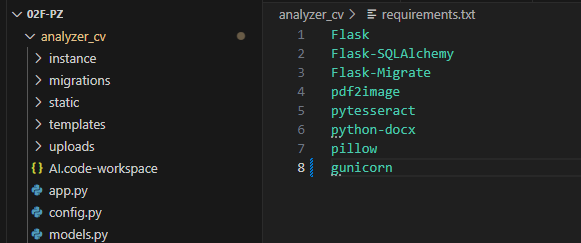 02F-PZ
analyzer_cv
instance
migrations
static
templates
uploads
{} AI.code-workspace
app.py
config.py
models.py
analyzer_cv > requirements.txt
1 Flask
2 Flask-SQLAlchemy
3 Flask-Migrate
4 pdf2image
5 pytesseract
6 python-docx
7 pillow
8 gunicorn